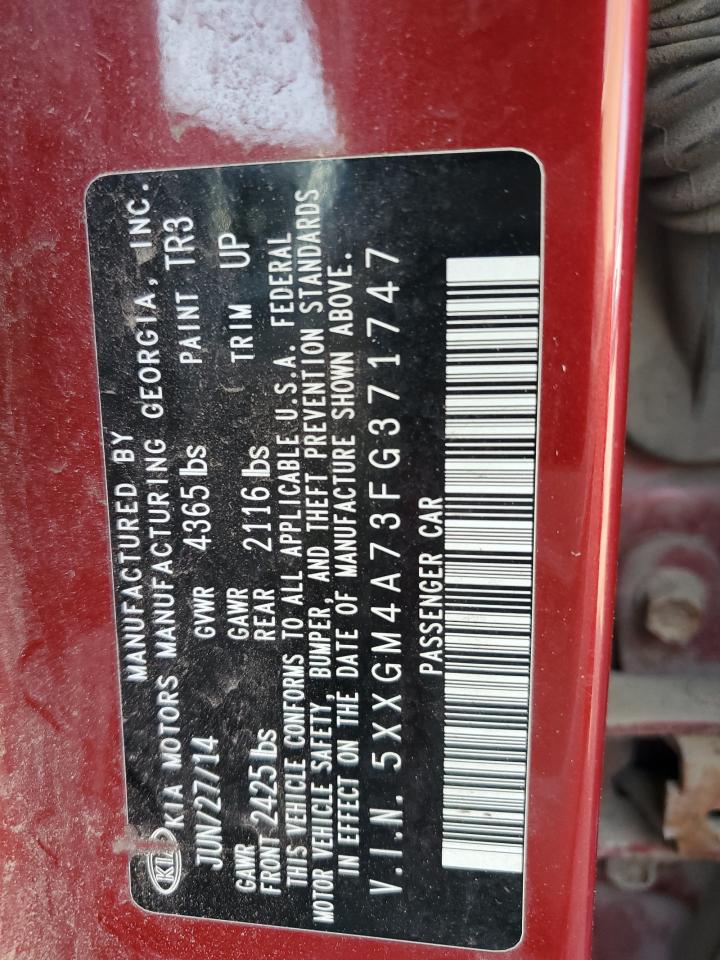 MANUFACTURED BY
KIA KIA MOTORS MANUFACTURING GEORGIA, INC.
JUN/27/14 GVWR 4365 lbs PAINT TR3
GAWR GAWR
FRONT 2425 lbs REAR 2116 lbs TRIM UP
THIS VEHICLE CONFORMS TO ALL APPLICABLE U.S.A. FEDERAL
MOTOR VEHICLE SAFETY, BUMPER, AND THEFT PREVENTION STANDARDS
IN EFFECT ON THE DATE OF MANUFACTURE SHOWN ABOVE.
V.I.N. 5XXGM4A73FG371747
PASSENGER CAR